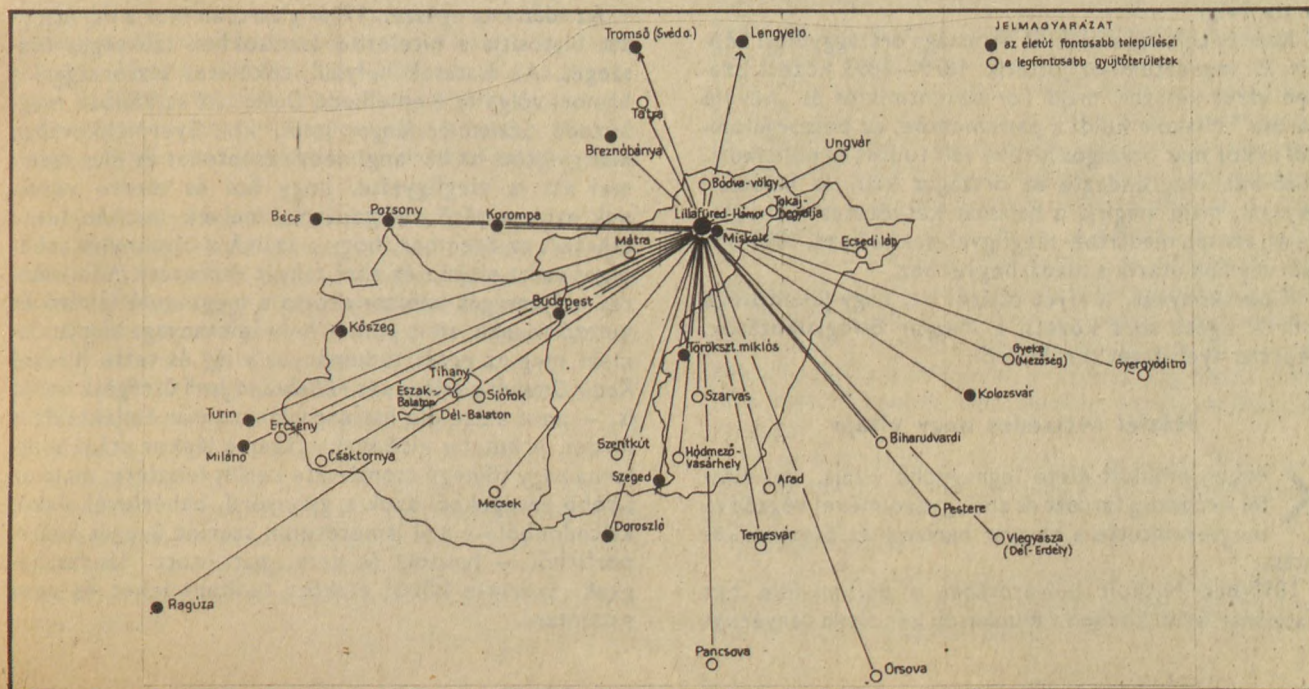 JELMAGYARÁZAT
az életút fontosabb települései
a legfontosabb gyüjtőterületek
Tromsö (Svédo.)
Lengyelo.
Tátra
Breznóbánya
Ungvár
Bódva-völgy
Tokaj-
Hegyalja
Bécs
Pozsony
Korompa
Lillafüred-Hámor
Miskolc
Mátra
Ecsedi láp
Budapest
Kőszeg
Törökszt.miklós
Gyeke
(Mezőség)
Gyergyóditró
Tihany
Észak-
Balaton
Siófok
Dél-Balaton
Szarvas
Kolozsvár
Turin
Ercsény
Miláno
Csáktornya
Szentkút
Hódmező-
vásárhely
Biharudvardi
Szeged
Mecsek
Arad
Pestere
Doroszló
Temesvár
Vlegyásza
(Dél-Erdély)
Ragúza
Pancsova
Orsova